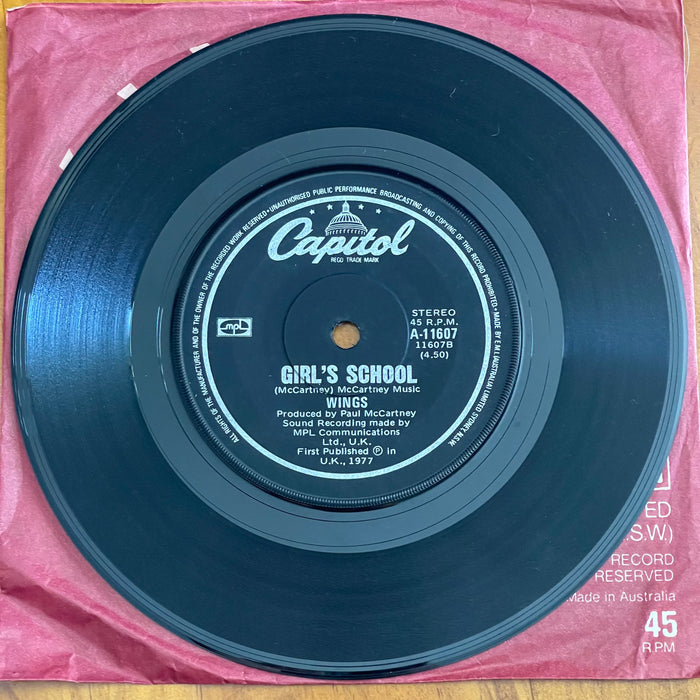 ALL RIGHTS OF THE MANUFACTURER AND OF THE OWNER OF THE RECORDED WORK RESERVED•UNAUTHORISED PUBLIC PERFORMANCE BROADCASTING AND COPYING OF THIS RECORD PROHIBITED•MADE BY E.M.I. (AUSTRALIA) LIMITED SYDNEY N.S.W.
Capitol
REGD TRADE MARK
MPL
STEREO
45 R.P.M.
A-11607
11607B
(4.50)
GIRL'S SCHOOL
(McCartney) McCartney Music
WINGS
Produced by Paul McCartney
Sound Recording made by
MPL Communications
Ltd., U.K.
First Published Ⓟ in
U.K., 1977
ED
.S.W.)
RECORD
RESERVED
Made in Australia
45
R.P.M.